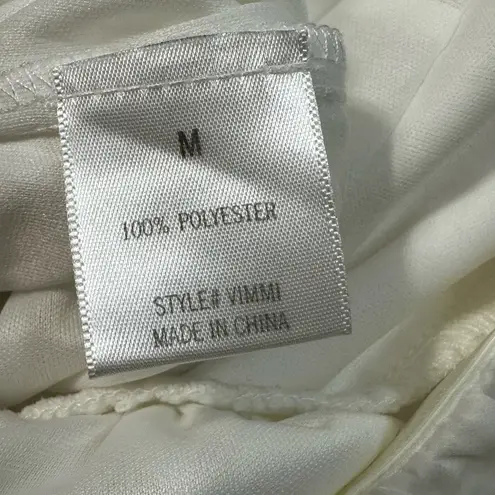 M
100% POLYESTER
STYLE# VIMMI
MADE IN CHINA